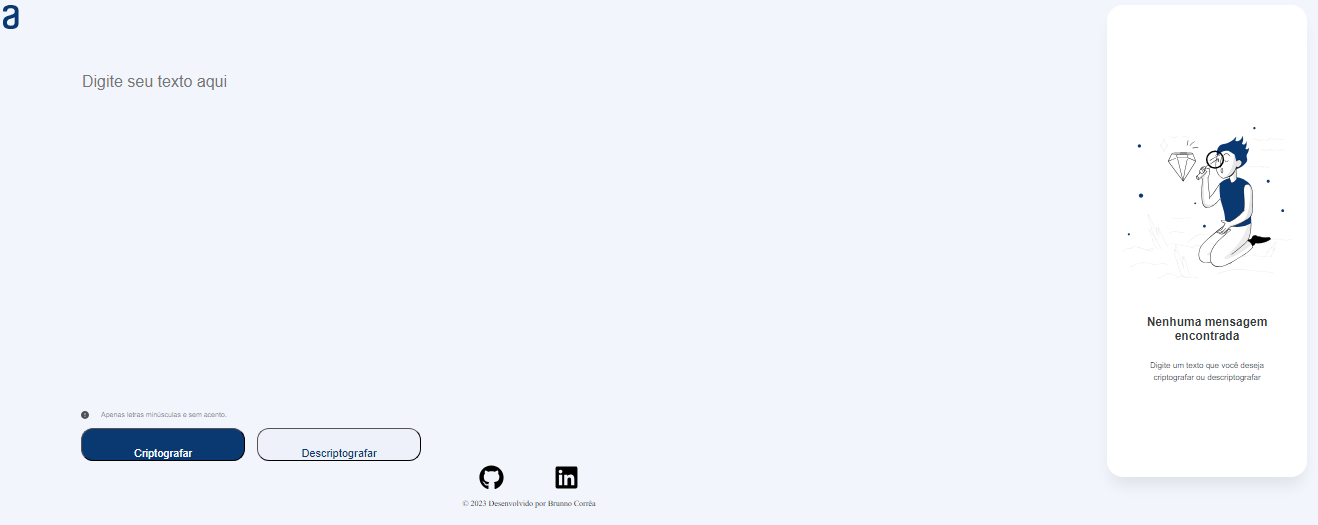 a
Digite seu texto aqui
Nenhuma mensagem
encontrada
Digite um texto que você deseja
criptografar ou descriptografar
Apenas letras minúsculas e sem acento.
Criptografar
Descriptografar
in
© 2023 Desenvolvido por Brunno Corrêa